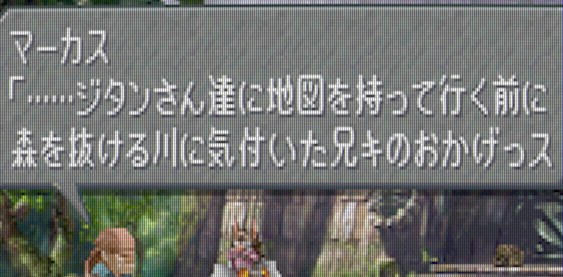 マーカス
「……ジタンさん達に地図を持って行く前に
森を抜ける川に気付いた兄キのおかげっス